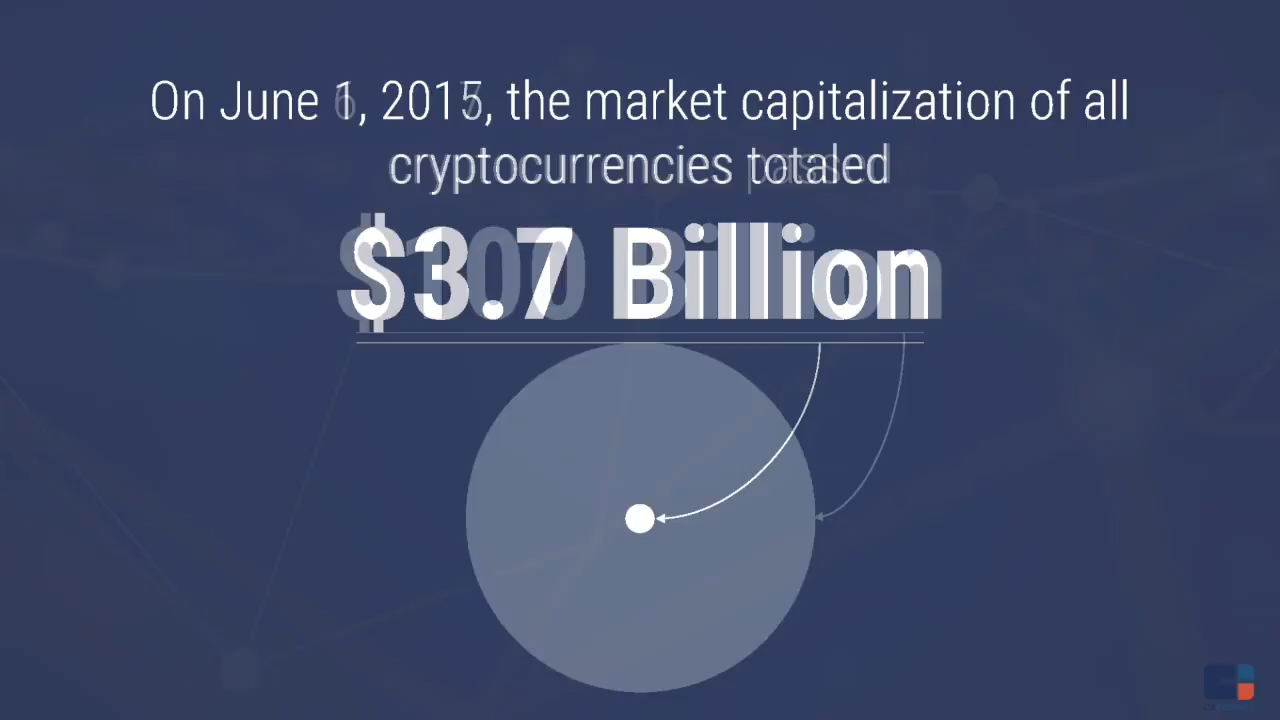 On June 1, 2015, the market capitalization of all
cryptocurrencies totaled
$3.7 Billion